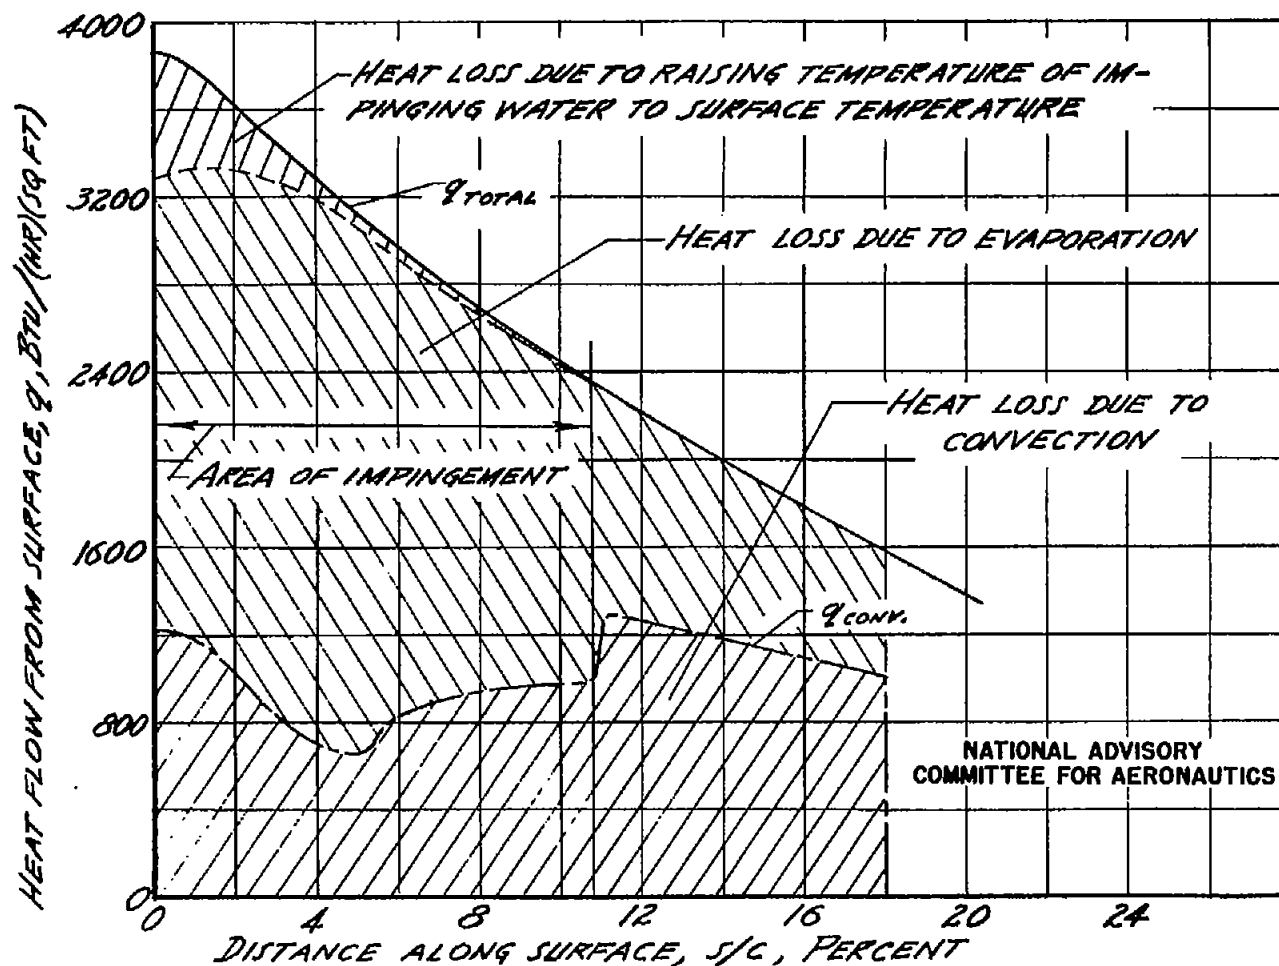 4000
3200
2400
1600
800
0
HEAT FLOW FROM SURFACE, q, BTU/(HR)(SQ FT)
HEAT LOSS DUE TO RAISING TEMPERATURE OF IM-
PINGING WATER TO SURFACE TEMPERATURE
q TOTAL
HEAT LOSS DUE TO EVAPORATION
HEAT LOSS DUE TO
CONVECTION
AREA OF IMPINGEMENT
q CONV.
NATIONAL ADVISORY
COMMITTEE FOR AERONAUTICS
0 4 8 12 16 20 24
DISTANCE ALONG SURFACE, S/C, PERCENT